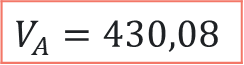 V_A = 430,08